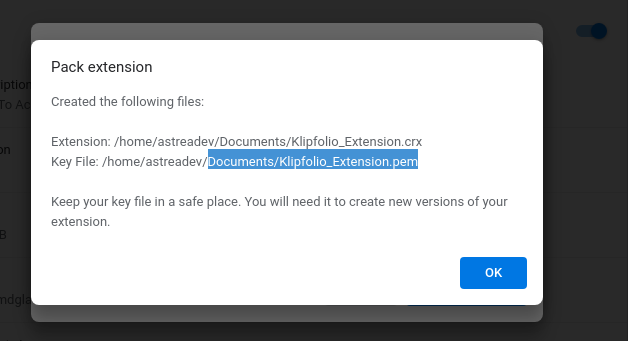 Pack extension
Created the following files:
Extension: /home/astreadev/Documents/Klipfolio_Extension.crx
Key File: /home/astreadev/Documents/Klipfolio_Extension.pem
Keep your key file in a safe place. You will need it to create new versions of your
extension.
OK